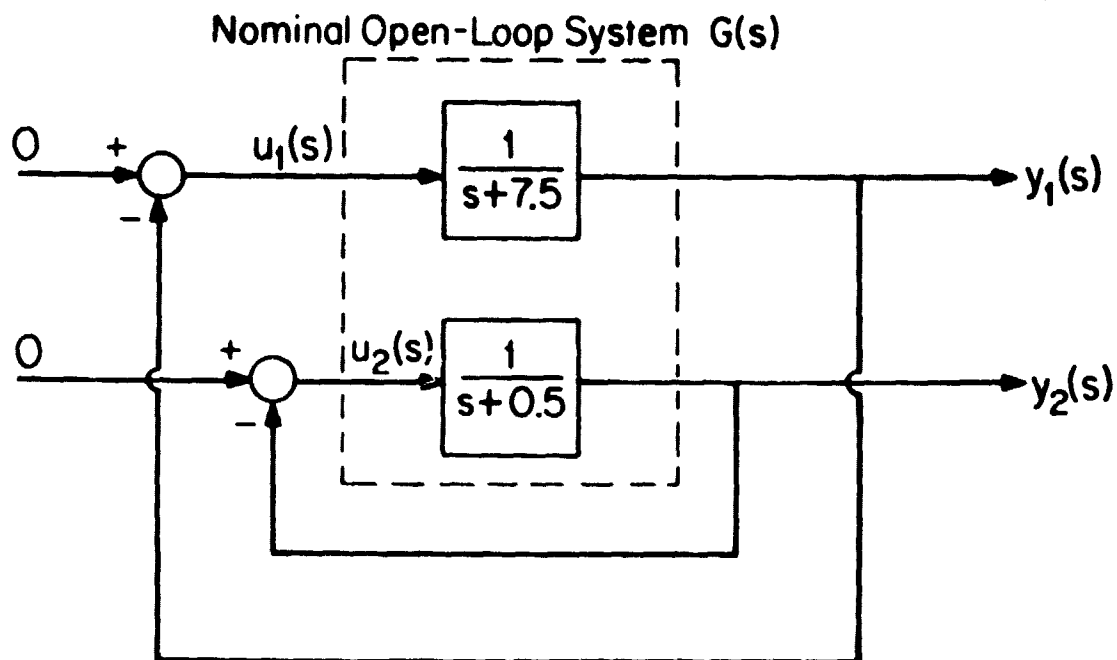 Nominal Open-Loop System G(s)
0
+
u₁(s)
1
s+7.5
y₁(s)
−
0
+
u₂(s)
1
s+0.5
y₂(s)
−